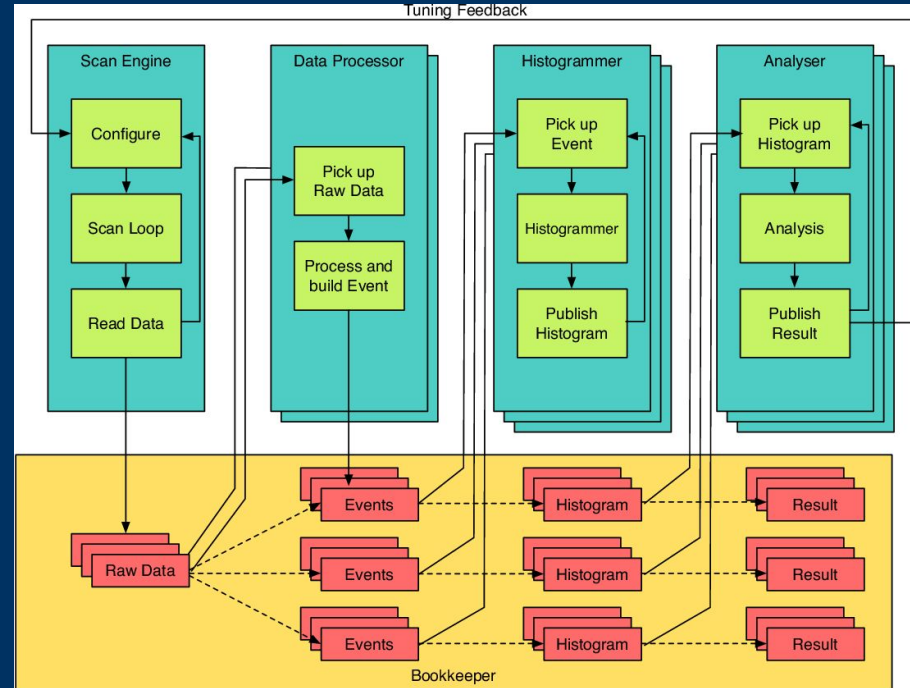 Tuning Feedback
Scan Engine
Configure
Scan Loop
Read Data
Data Processor
Pick up
Raw Data
Process and
build Event
Histogrammer
Pick up
Event
Histogrammer
Publish
Histogram
Analyser
Pick up
Histogram
Analysis
Publish
Result
Raw Data
Events
Histogram
Result
Events
Histogram
Result
Events
Histogram
Result
Bookkeeper